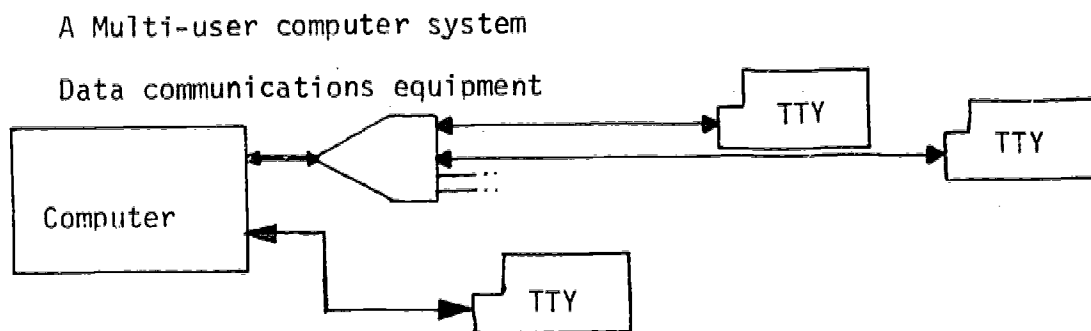 A Multi-user computer system
Data communications equipment
TTY
TTY
Computer
TTY